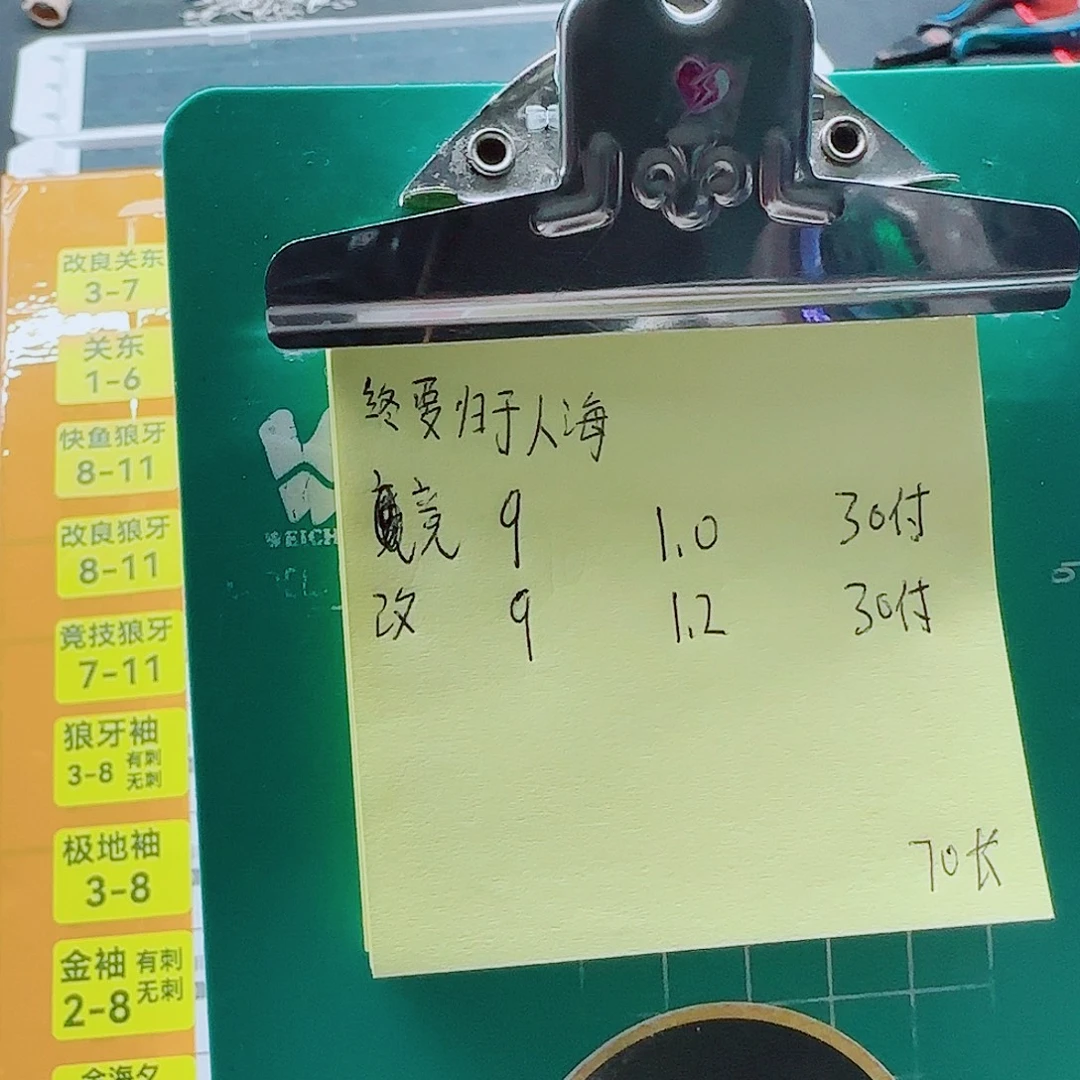 改良关东
3-7
关东
1-6
快鱼狼牙
8-11
改良狼牙
8-11
竞技狼牙
7-11
狼牙袖
3-8 有刺 无刺
极地袖
3-8
金袖 有刺
2-8 无刺
WEICH
终要归于人海
竞 9 1.0 30付
改 9 1.2 30付
70长
5